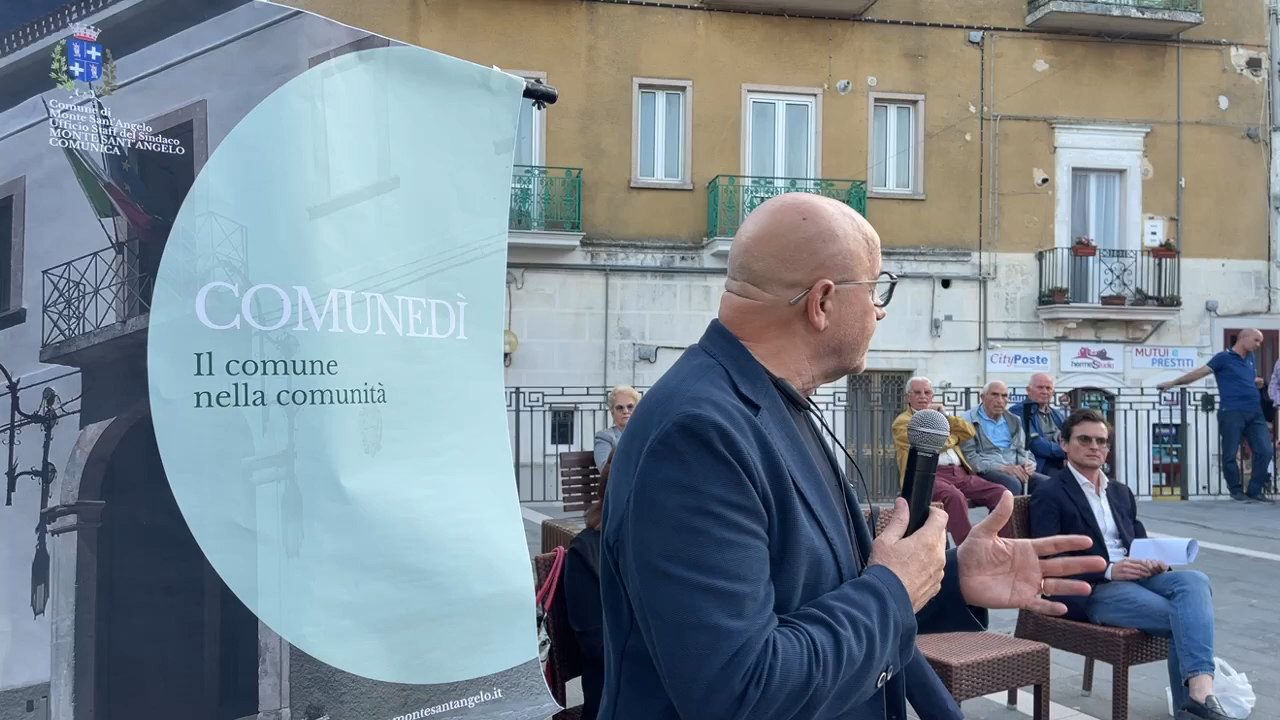 Comune di
Monte Sant'Angelo
Ufficio Staff del Sindaco
MONTE SANT'ANGELO
COMUNICA
COMUNEDÌ
Il comune
nella comunità
montesantangelo.it
CityPoste
hermeStudio
MUTUI e
PRESTITI